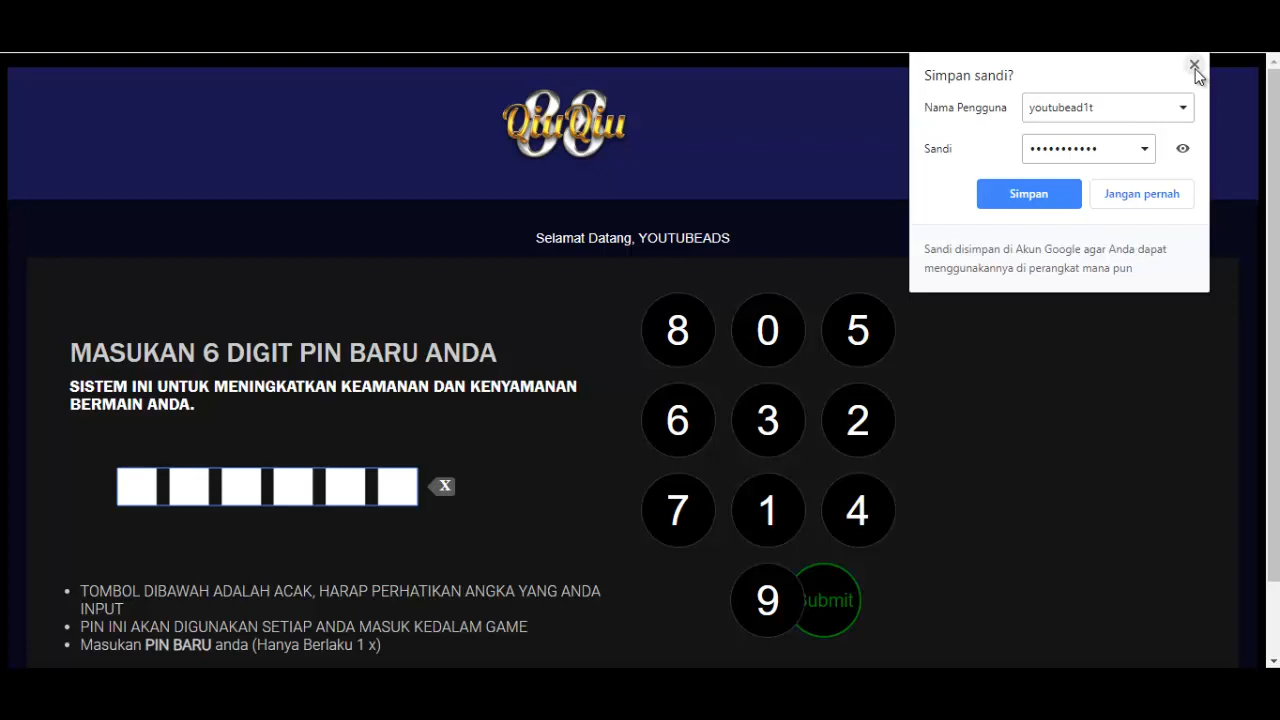 Simpan sandi?
Nama Pengguna youtubead1t
Sandi •••••••••••
Simpan Jangan pernah
Sandi disimpan di Akun Google agar Anda dapat
menggunakannya di perangkat mana pun
88
QiuQiu
Selamat Datang, YOUTUBEADS
MASUKAN 6 DIGIT PIN BARU ANDA
SISTEM INI UNTUK MENINGKATKAN KEAMANAN DAN KENYAMANAN
BERMAIN ANDA.
X
TOMBOL DIBAWAH ADALAH ACAK, HARAP PERHATIKAN ANGKA YANG ANDA
INPUT
PIN INI AKAN DIGUNAKAN SETIAP ANDA MASUK KEDALAM GAME
Masukan PIN BARU anda (Hanya Berlaku 1 x)
8 0 5
6 3 2
7 1 4
9 Submit